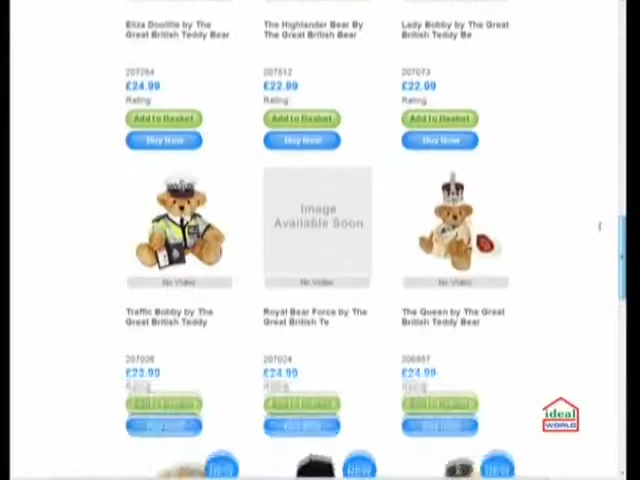 Eliza Doolittle by The
Great British Teddy Bear
The Highlander Bear By
The Great British Bear
Lady Bobby by The Great
British Teddy Be
207264
207512
207073
£24.99
£22.99
£22.99
Rating
Rating
Rating
Add to Basket
Add to Basket
Add to Basket
Buy Now
Buy Now
Buy Now
Image
Available Soon
No Video
No Video
No Video
Traffic Bobby by The
Great British Teddy
Royal Bear Force by The
Great British Te
The Queen by The Great
British Teddy Bear
207026
207024
£23.99
£24.99
£24.99
ideal
WORLD
NEW
NEW
NEW